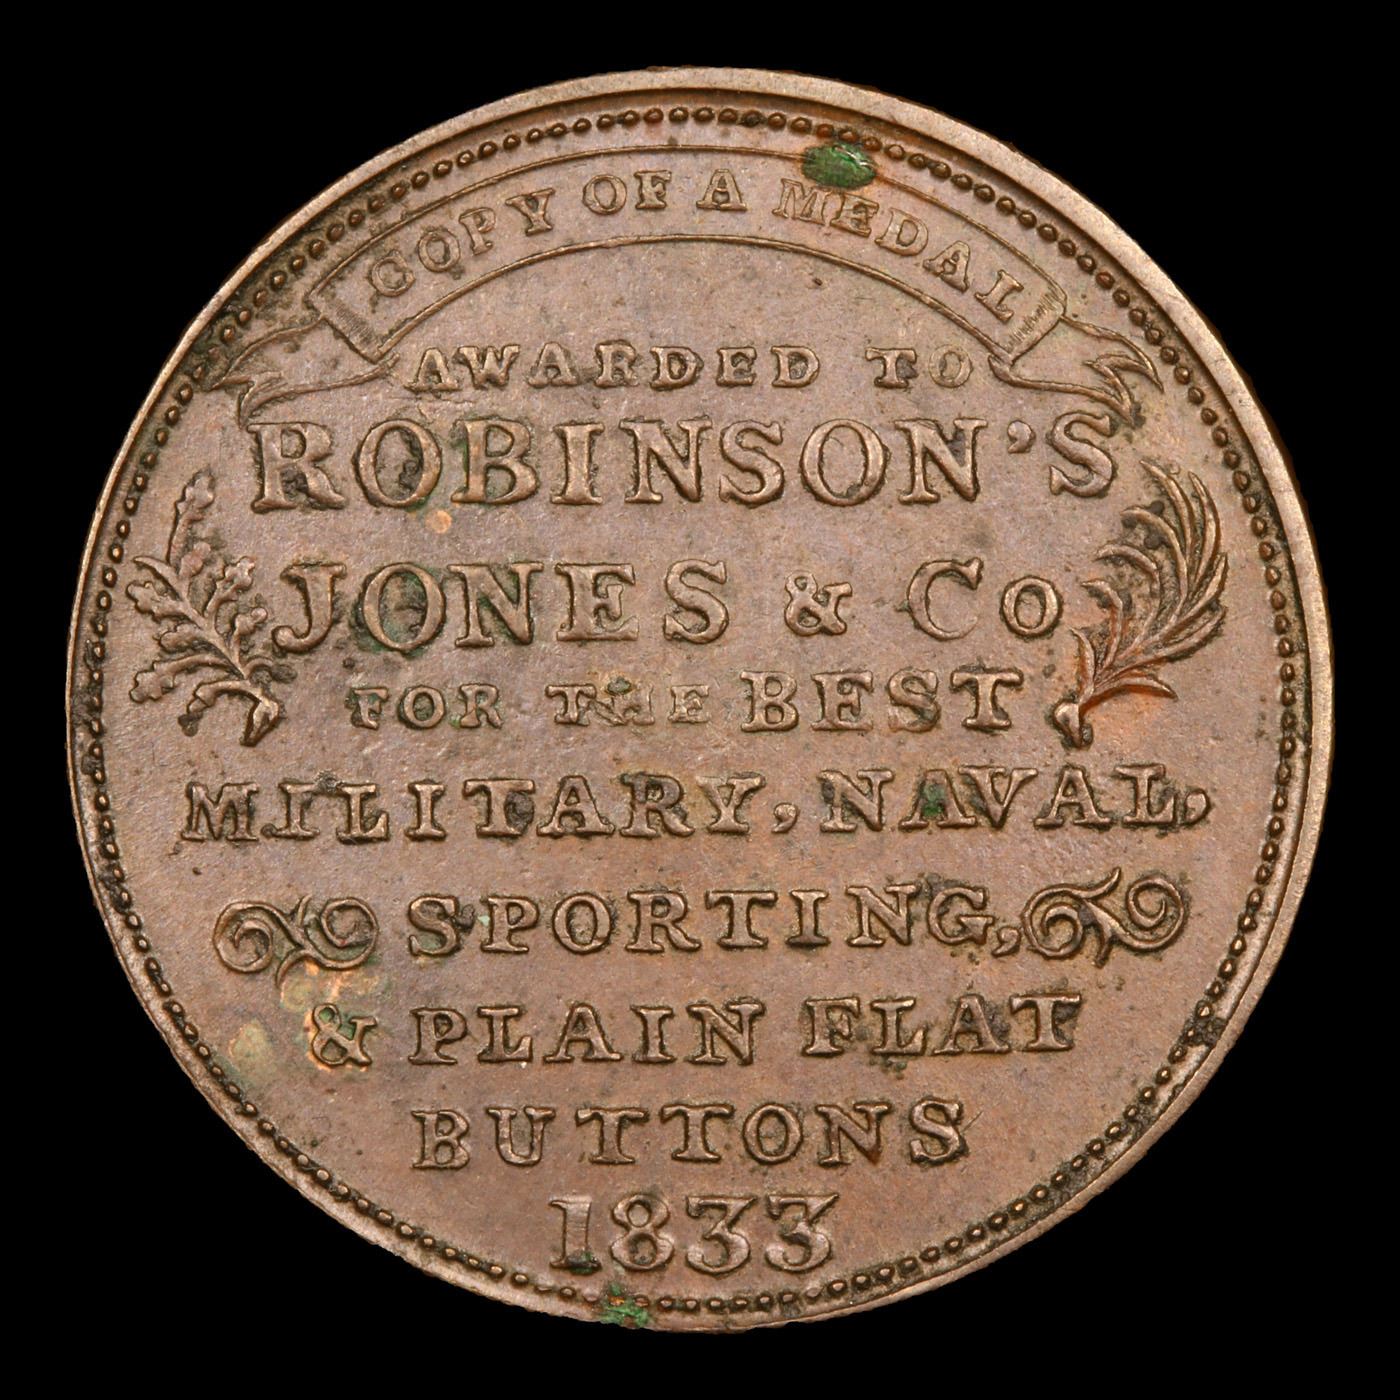 COPY OF A MEDAL
AWARDED TO
ROBINSON'S
JONES & Co
FOR THE BEST
MILITARY, NAVAL,
SPORTING,
& PLAIN FLAT
BUTTONS
1833